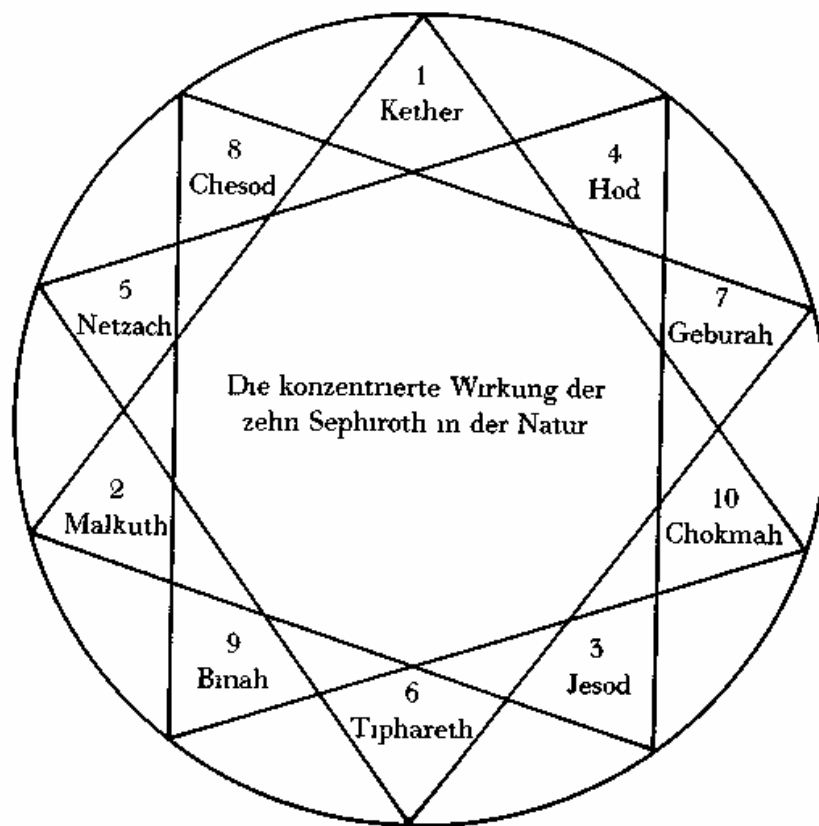 1
Kether
8
Chesod
4
Hod
5
Netzach
7
Geburah
Die konzentrierte Wirkung der
zehn Sephiroth in der Natur
2
Malkuth
10
Chokmah
9
Binah
3
Jesod
6
Tiphareth